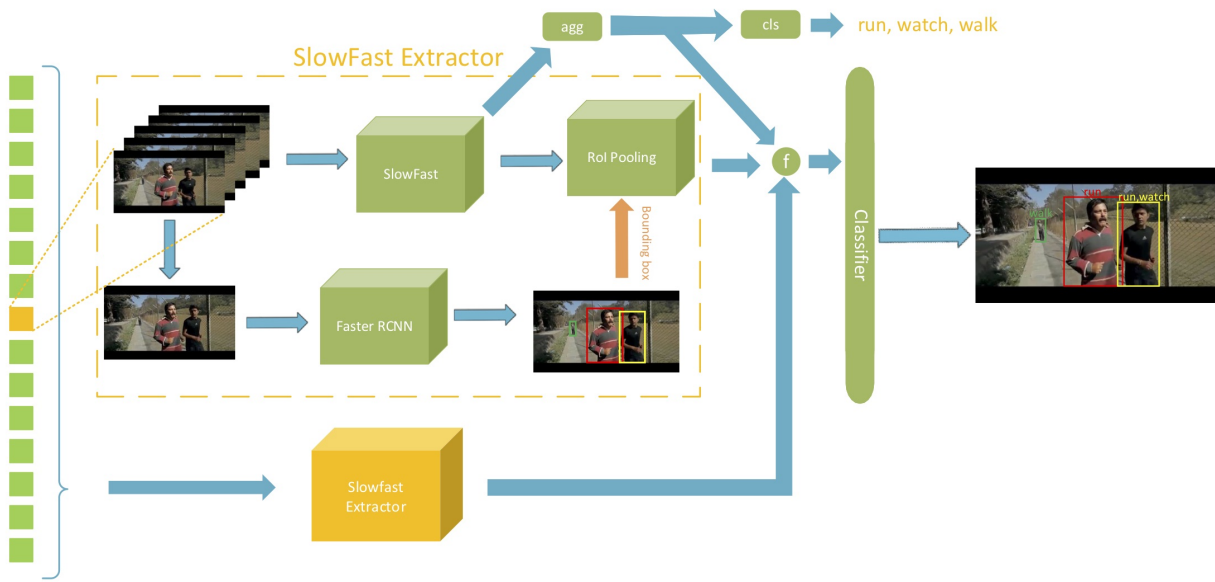 agg
cls
run, watch, walk
SlowFast Extractor
SlowFast
RoI Pooling
f
Bounding box
Faster RCNN
Classifier
Walk
run
run,watch
Slowfast
Extractor